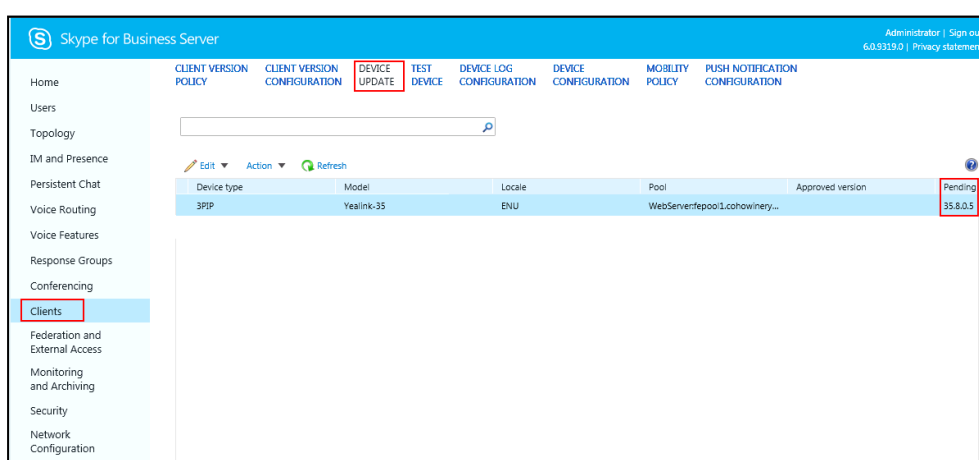 Skype for Business Server
Administrator | Sign ou
6.0.9319.0 | Privacy statemen
Home
Users
Topology
IM and Presence
Persistent Chat
Voice Routing
Voice Features
Response Groups
Conferencing
Clients
Federation and
External Access
Monitoring
and Archiving
Security
Network
Configuration
CLIENT VERSION
POLICY
CLIENT VERSION
CONFIGURATION
DEVICE
UPDATE
TEST
DEVICE
DEVICE LOG
CONFIGURATION
DEVICE
CONFIGURATION
MOBILITY
POLICY
PUSH NOTIFICATION
CONFIGURATION
Edit Action Refresh
Device type Model Locale Pool Approved version Pending
3PIP Yealink-35 ENU WebServer:fepool1.cohowinery... 35.8.0.5